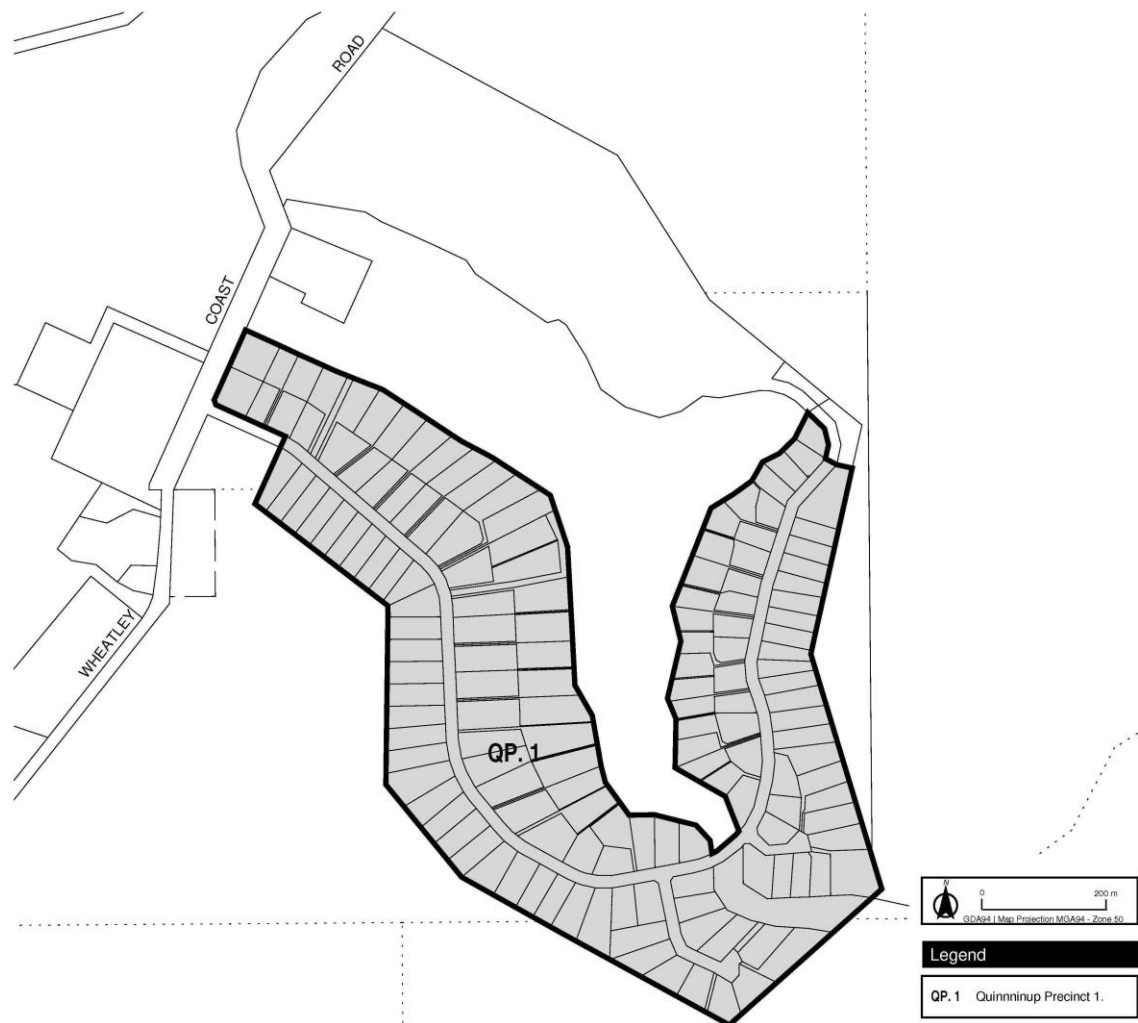 ROAD
COAST
WHEATLEY
QP. 1
N
0 200 m
GDA94 | Map Projection MGA94 - Zone 50
Legend
QP. 1 Quinnninup Precinct 1.